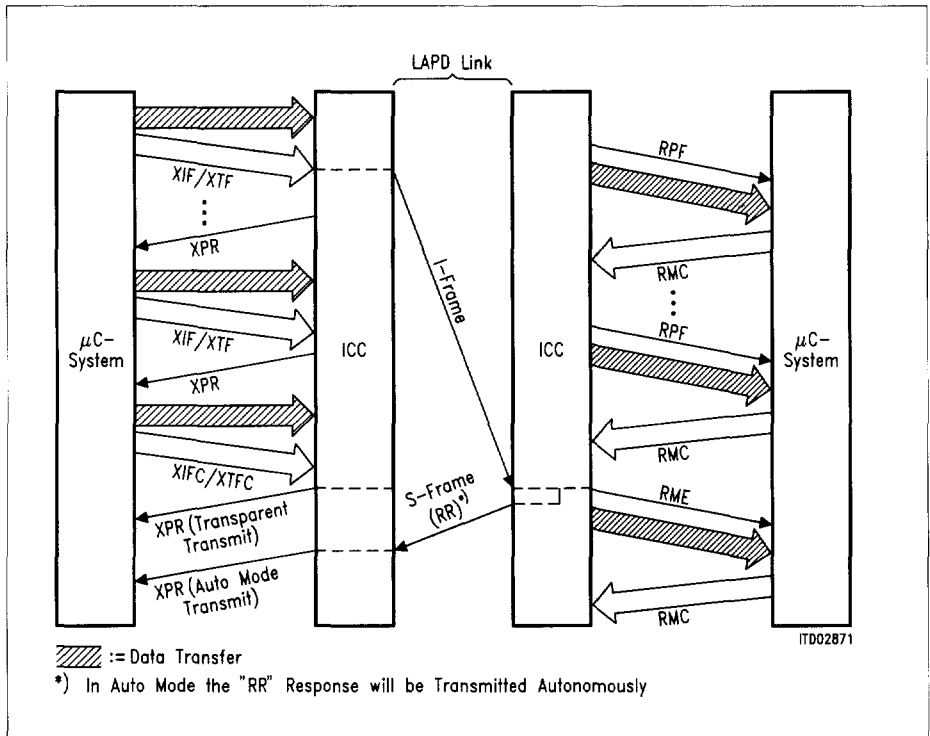 LAPD Link
XIF/XTF
XPR
XIF/XTF
XPR
XIFC/XTFC
XPR (Transparent
Transmit)
XPR (Auto Mode
Transmit)
μC-
System
ICC
I-Frame
S-Frame
(RR)*)
ICC
RPF
RMC
RPF
RMC
RME
RMC
μC-
System
ITD02871
:= Data Transfer
*) In Auto Mode the "RR" Response will be Transmitted Autonomously